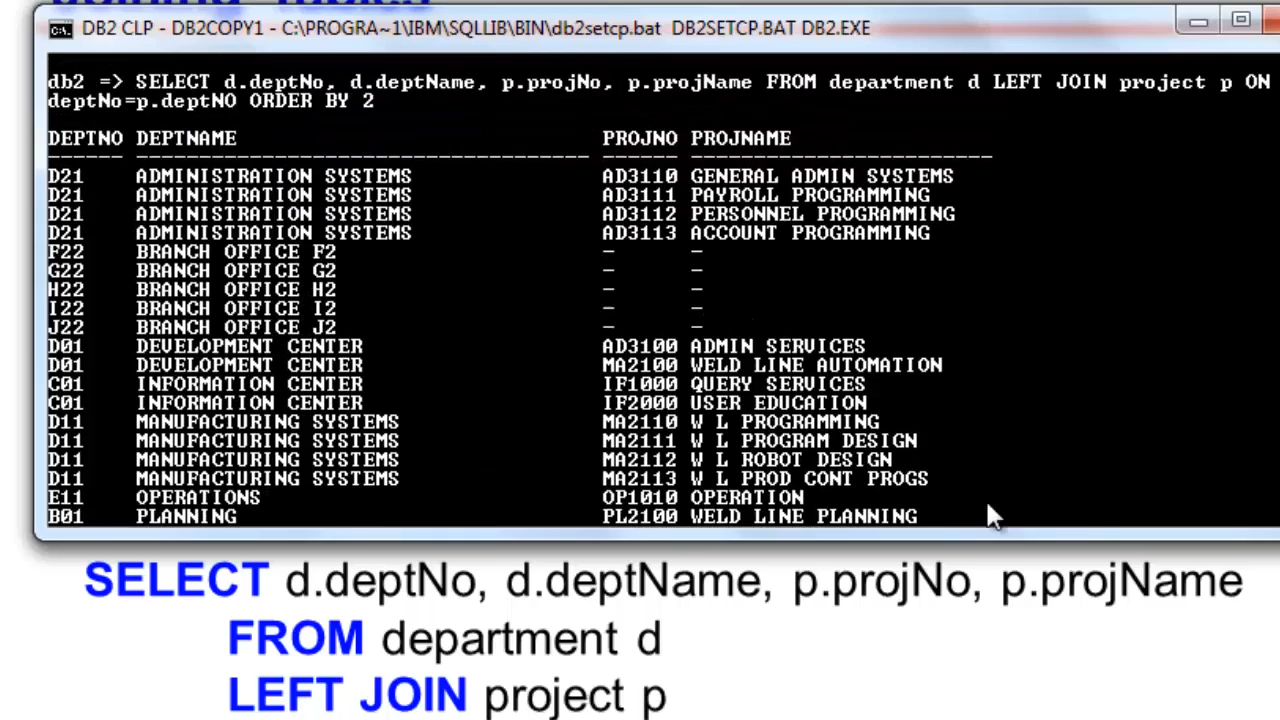 DB2 CLP - DB2COPY1 - C:\PROGRA~1\IBM\SQLLIB\BIN\db2setcp.bat DB2SETCP.BAT DB2.EXE
db2 => SELECT d.deptNo, d.deptName, p.projNo, p.projName FROM department d LEFT JOIN project p ON
deptNo=p.deptNO ORDER BY 2
DEPTNO DEPTNAME PROJNO PROJNAME
------ ------------------------------------ ------ ------------------------
D21 ADMINISTRATION SYSTEMS AD3110 GENERAL ADMIN SYSTEMS
D21 ADMINISTRATION SYSTEMS AD3111 PAYROLL PROGRAMMING
D21 ADMINISTRATION SYSTEMS AD3112 PERSONNEL PROGRAMMING
D21 ADMINISTRATION SYSTEMS AD3113 ACCOUNT PROGRAMMING
F22 BRANCH OFFICE F2 - -
G22 BRANCH OFFICE G2 - -
H22 BRANCH OFFICE H2 - -
I22 BRANCH OFFICE I2 - -
J22 BRANCH OFFICE J2 - -
D01 DEVELOPMENT CENTER AD3100 ADMIN SERVICES
D01 DEVELOPMENT CENTER MA2100 WELD LINE AUTOMATION
C01 INFORMATION CENTER IF1000 QUERY SERVICES
C01 INFORMATION CENTER IF2000 USER EDUCATION
D11 MANUFACTURING SYSTEMS MA2110 W L PROGRAMMING
D11 MANUFACTURING SYSTEMS MA2111 W L PROGRAM DESIGN
D11 MANUFACTURING SYSTEMS MA2112 W L ROBOT DESIGN
D11 MANUFACTURING SYSTEMS MA2113 W L PROD CONT PROGS
E11 OPERATIONS OP1010 OPERATION
B01 PLANNING PL2100 WELD LINE PLANNING
SELECT d.deptNo, d.deptName, p.projNo, p.projName
FROM department d
LEFT JOIN project p